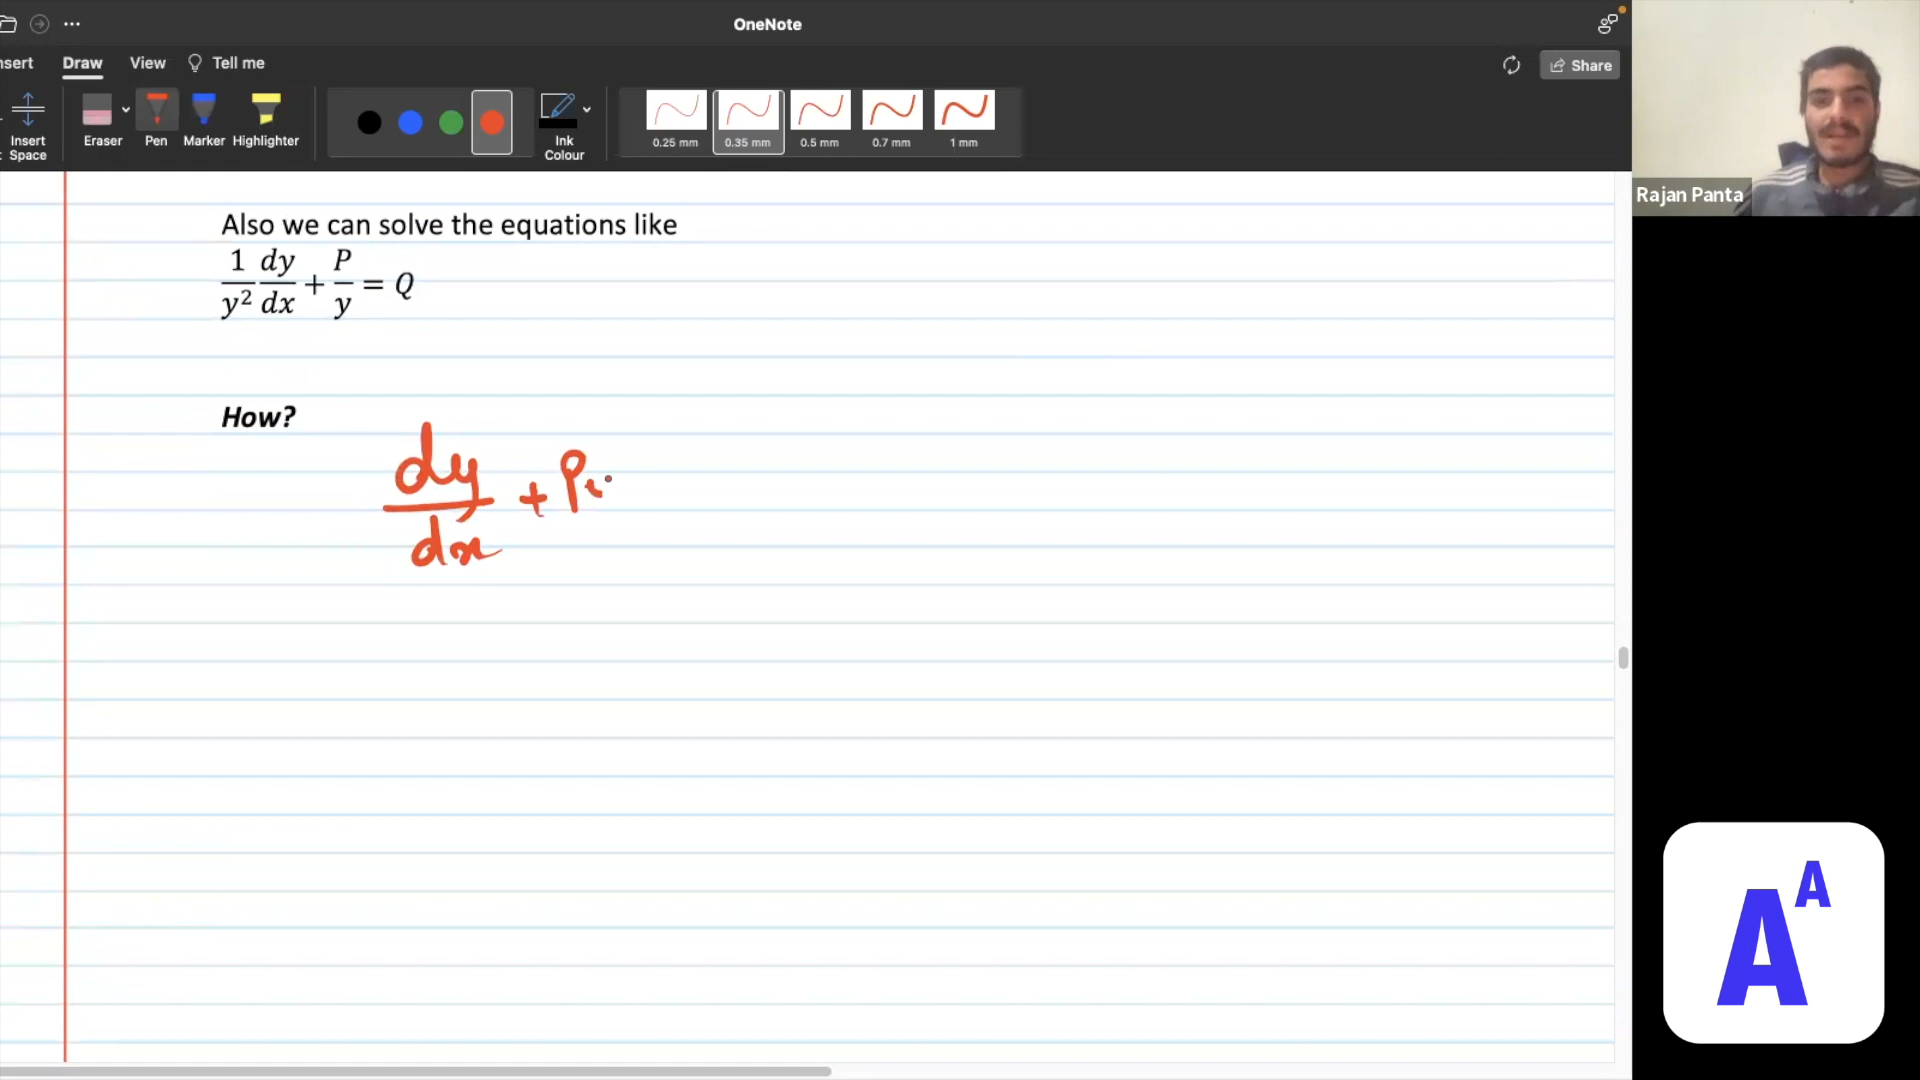 OneNote
nsert Draw View Tell me
Share
Insert Space
Eraser Pen Marker Highlighter
Ink Colour
0.25 mm 0.35 mm 0.5 mm 0.7 mm 1 mm
Rajan Panta
Also we can solve the equations like
1/y² dy/dx + P/y = Q
How?
dy/dx + P
A^A